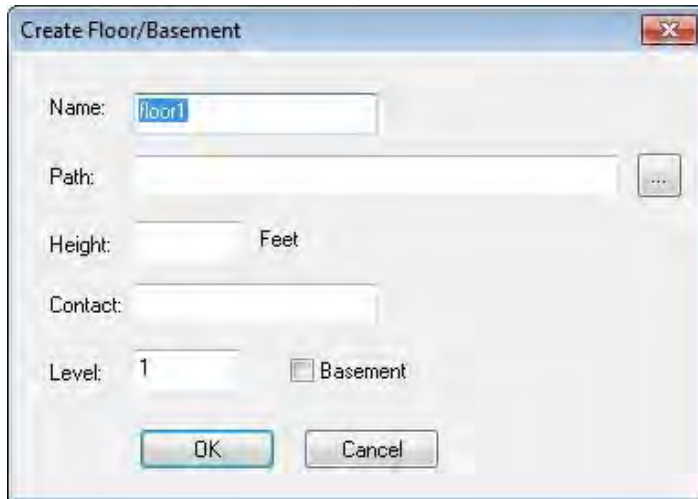 Create Floor/Basement
Name: floor1
Path: ...
Height: Feet
Contact:
Level: 1 Basement
OK Cancel